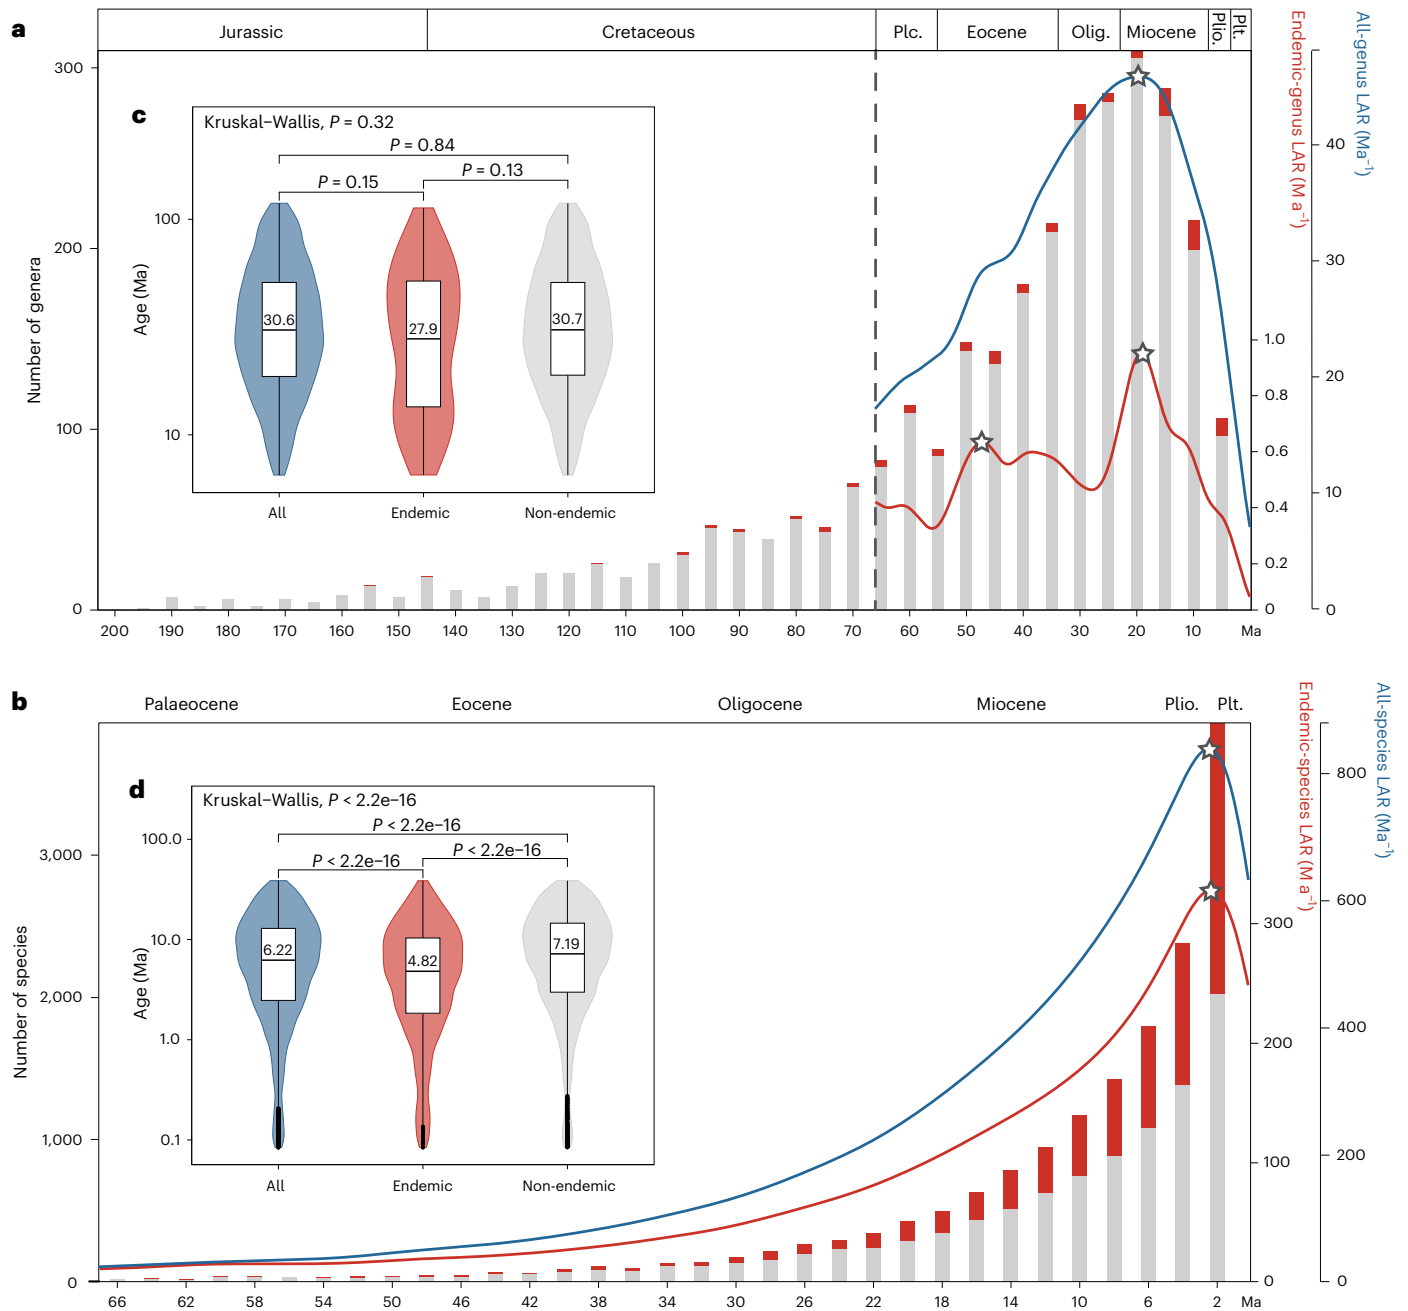 a
Jurassic Cretaceous Plc. Eocene Olig. Miocene Plio. Plt.
Number of genera
300
200
100
0
Endemic-genus LAR (M a⁻¹)
All-genus LAR (Ma⁻¹)
40
30
20
10
0
1.0
0.8
0.6
0.4
0.2
0
200 190 180 170 160 150 140 130 120 110 100 90 80 70 60 50 40 30 20 10 Ma
c
Kruskal–Wallis, P = 0.32
P = 0.84
P = 0.15
P = 0.13
Age (Ma)
100
10
30.6
27.9
30.7
All Endemic Non-endemic
b
Palaeocene Eocene Oligocene Miocene Plio. Plt.
Number of species
3,000
2,000
1,000
0
Endemic-species LAR (M a⁻¹)
All-species LAR (Ma⁻¹)
800
600
400
200
0
300
200
100
0
66 62 58 54 50 46 42 38 34 30 26 22 18 14 10 6 2 Ma
d
Kruskal–Wallis, P < 2.2e–16
P < 2.2e–16
P < 2.2e–16
P < 2.2e–16
Age (Ma)
100.0
10.0
1.0
0.1
6.22
4.82
7.19
All Endemic Non-endemic